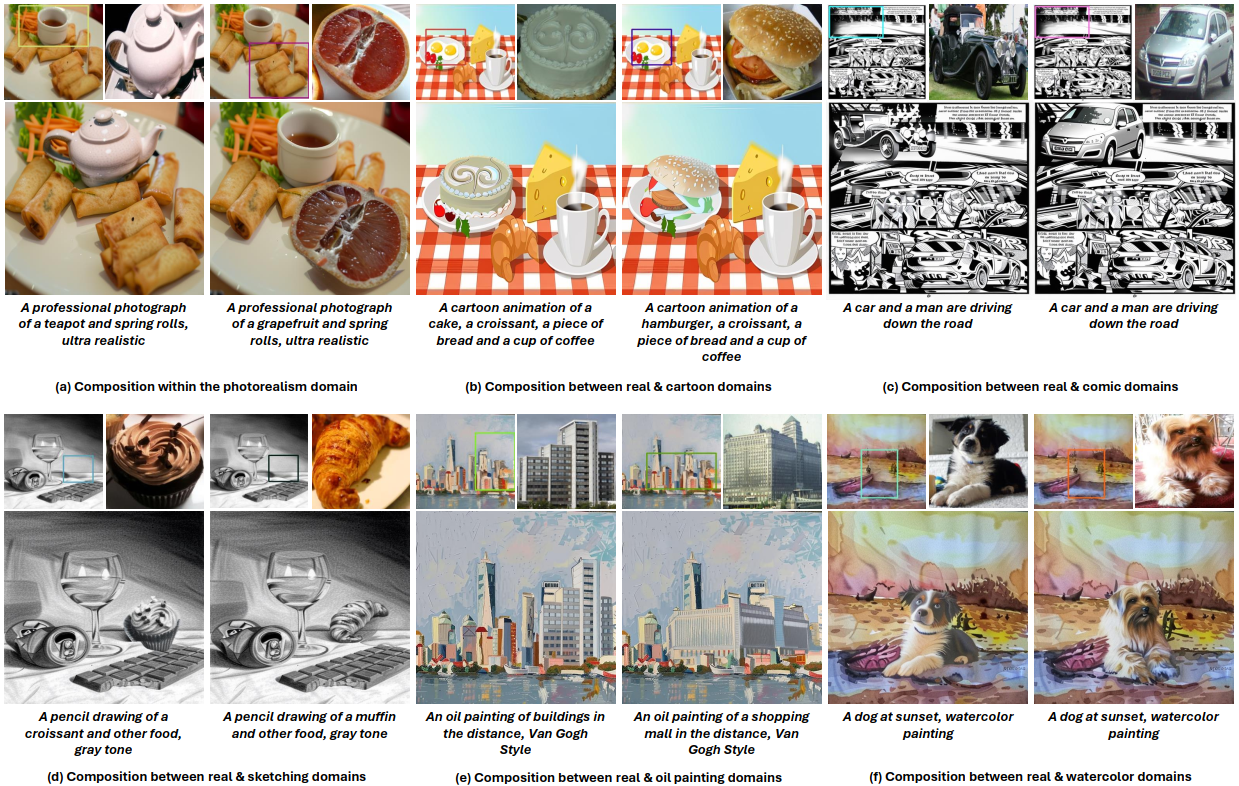 A professional photograph
of a teapot and spring rolls,
ultra realistic
A professional photograph
of a grapefruit and spring
rolls, ultra realistic
A cartoon animation of a
cake, a croissant, a piece of
bread and a cup of coffee
A cartoon animation of a
hamburger, a croissant, a
piece of bread and a cup of
coffee
A car and a man are driving
down the road
A car and a man are driving
down the road
(a) Composition within the photorealism domain
(b) Composition between real & cartoon domains
(c) Composition between real & comic domains
A pencil drawing of a
croissant and other food,
gray tone
A pencil drawing of a muffin
and other food, gray tone
An oil painting of buildings in
the distance, Van Gogh
Style
An oil painting of a shopping
mall in the distance, Van
Gogh Style
A dog at sunset, watercolor
painting
A dog at sunset, watercolor
painting
(d) Composition between real & sketching domains
(e) Composition between real & oil painting domains
(f) Composition between real & watercolor domains